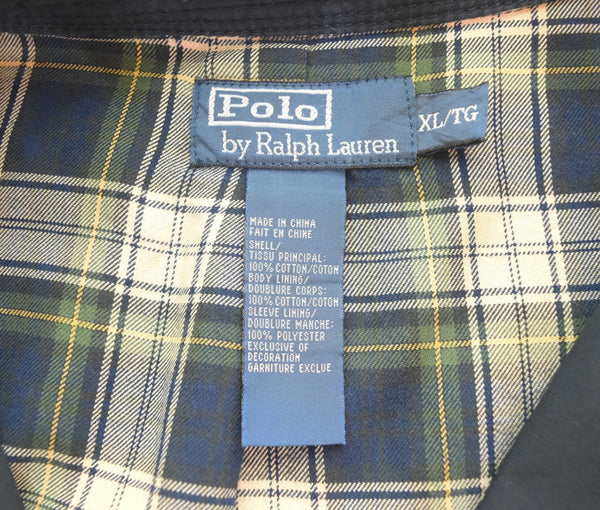 Polo
by Ralph Lauren
XL/TG
MADE IN CHINA
FAIT EN CHINE
SHELL/
TISSU PRINCIPAL:
100% COTTON/COTON
BODY LINING/
DOUBLURE CORPS:
100% COTTON/COTON
SLEEVE LINING/
DOUBLURE MANCHE:
100% POLYESTER
EXCLUSIVE OF
DECORATION
GARNITURE EXCLUE